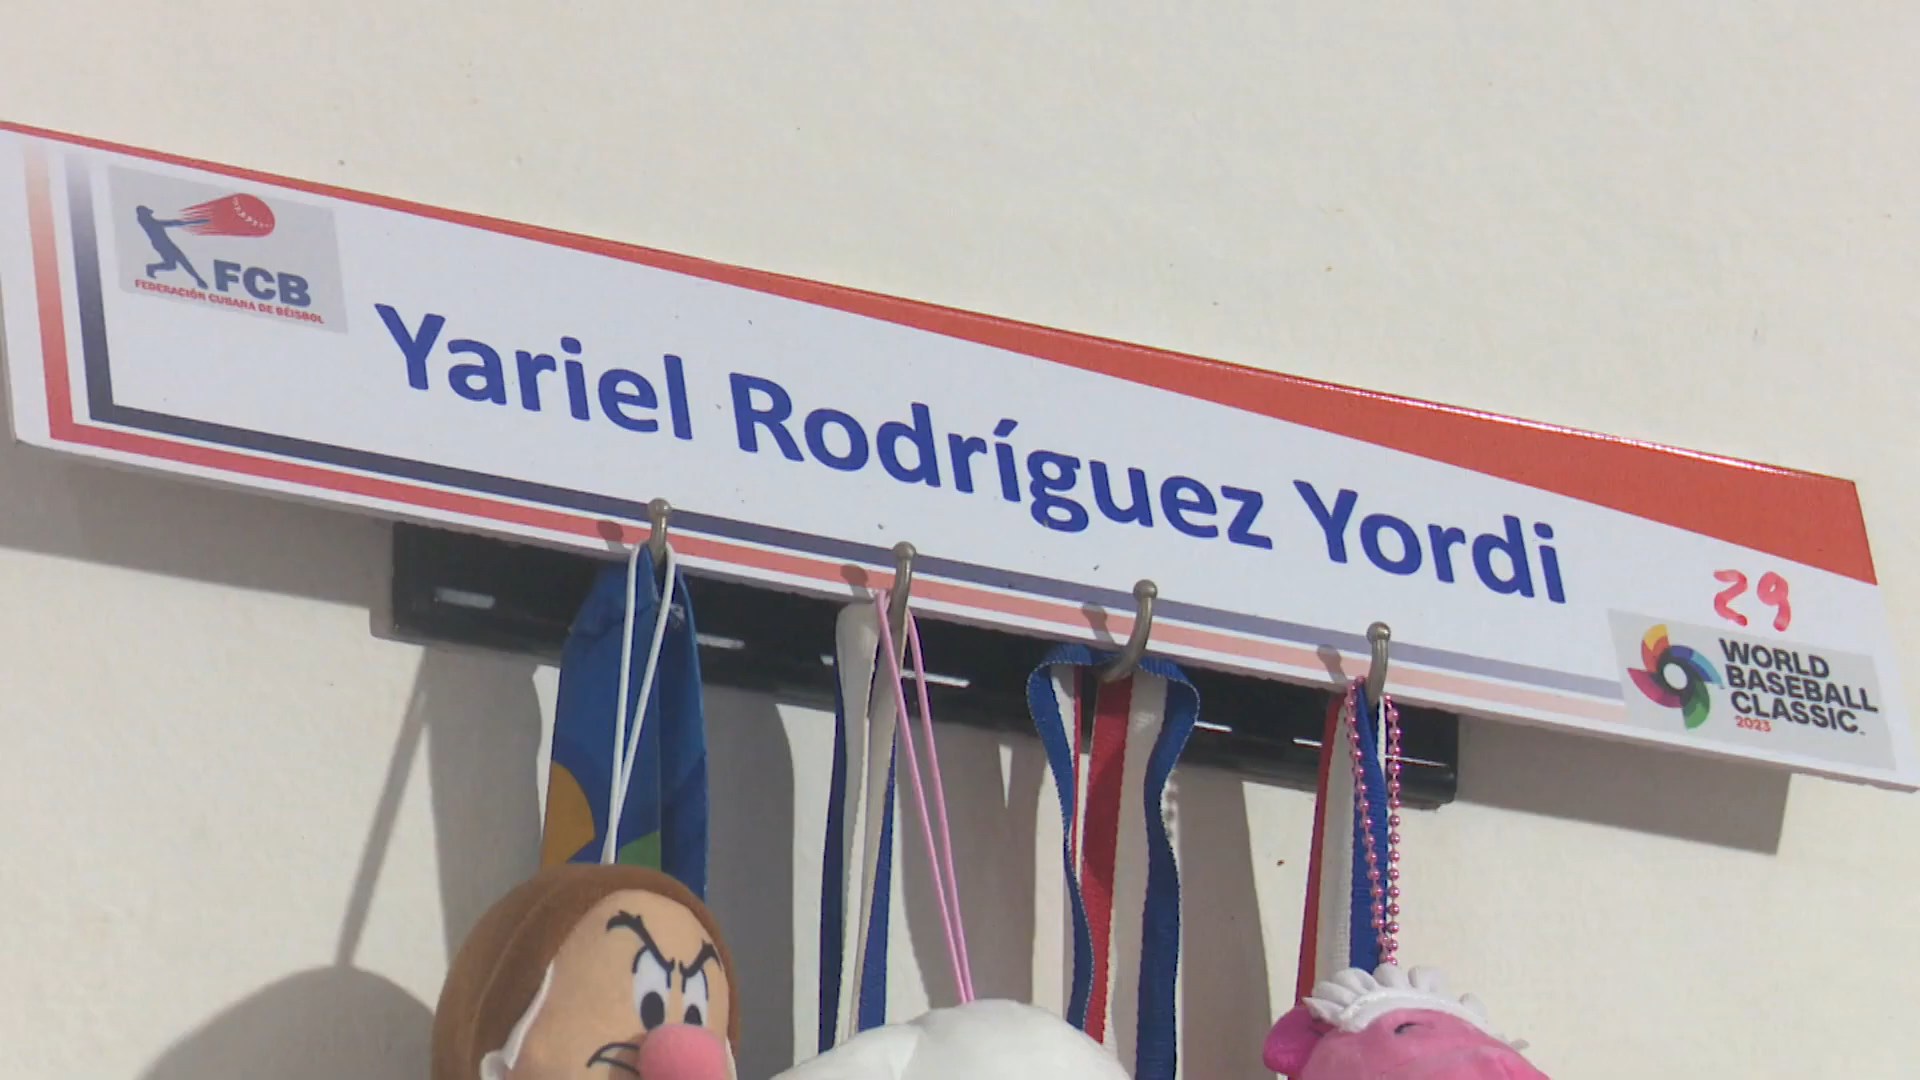 FCB
FEDERACIÓN CUBANA DE BÉISBOL
Yariel Rodríguez Yordi
29
WORLD
BASEBALL
CLASSIC.
2023